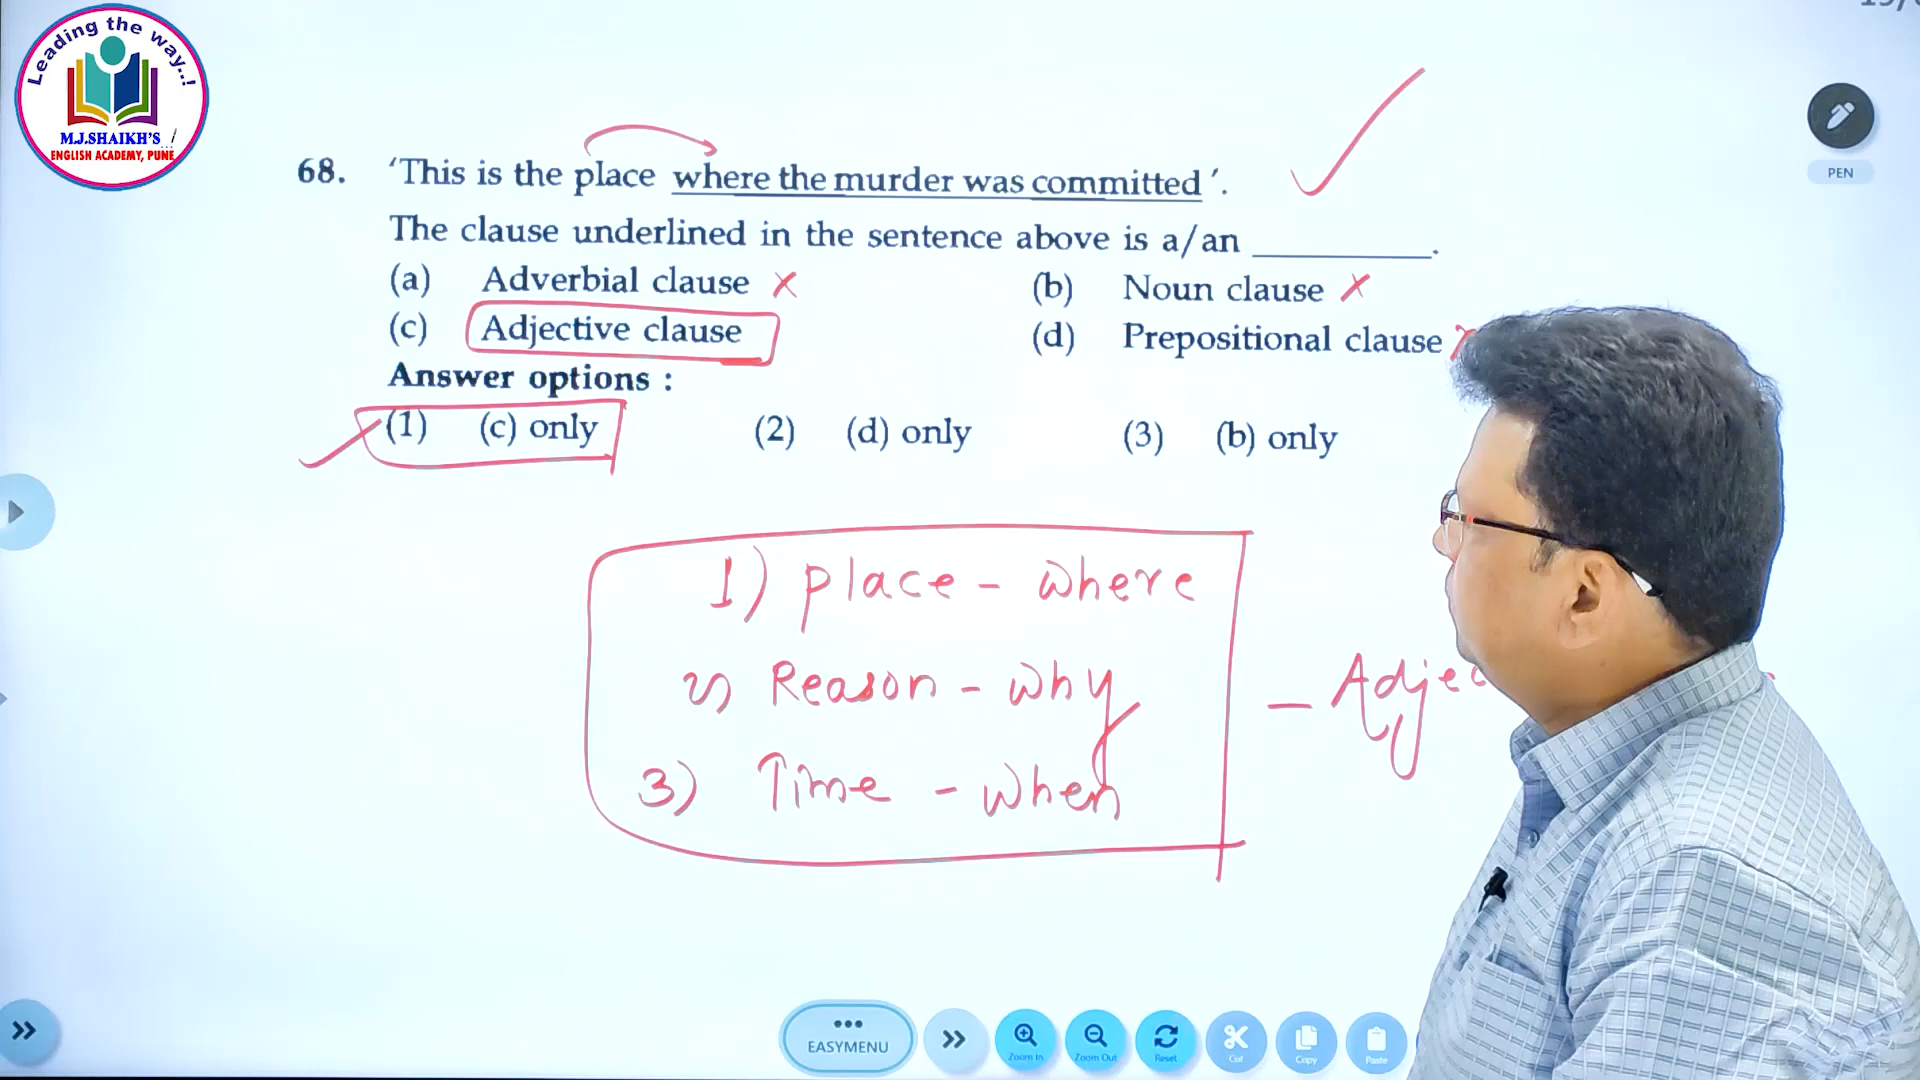 Leading the way..!
M.J.SHAIKH'S
ENGLISH ACADEMY, PUNE
PEN
68. 'This is the place where the murder was committed'.
The clause underlined in the sentence above is a/an ________.
(a) Adverbial clause x (b) Noun clause x
(c) Adjective clause (d) Prepositional clause
Answer options :
(1) (c) only (2) (d) only (3) (b) only
1) place - where
2) Reason - why
3) Time - when
- Adjec
EASYMENU
Zoom In
Zoom Out
Reset
Cut
Copy
Paste